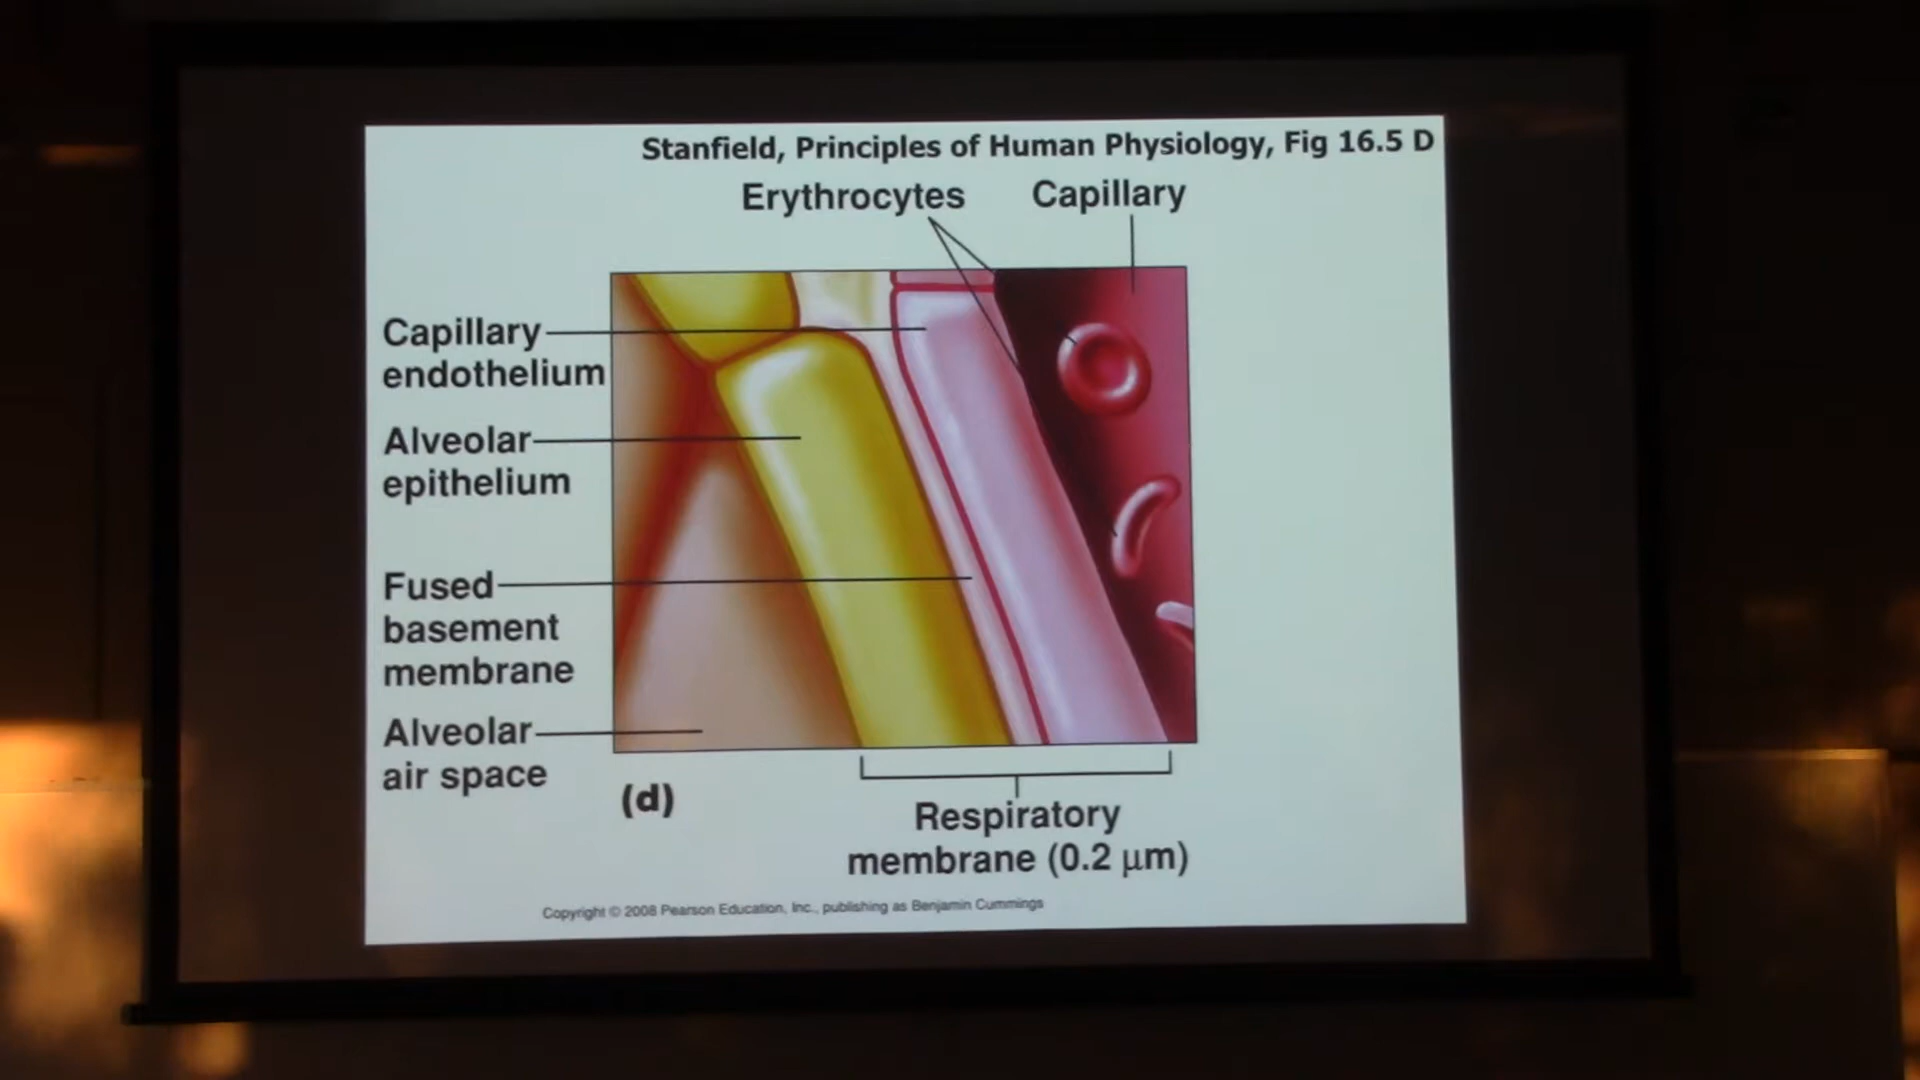 Stanfield, Principles of Human Physiology, Fig 16.5 D
Erythrocytes
Capillary
Capillary
endothelium
Alveolar
epithelium
Fused
basement
membrane
Alveolar
air space
(d)
Respiratory
membrane (0.2 μm)
Copyright © 2008 Pearson Education, Inc., publishing as Benjamin Cummings